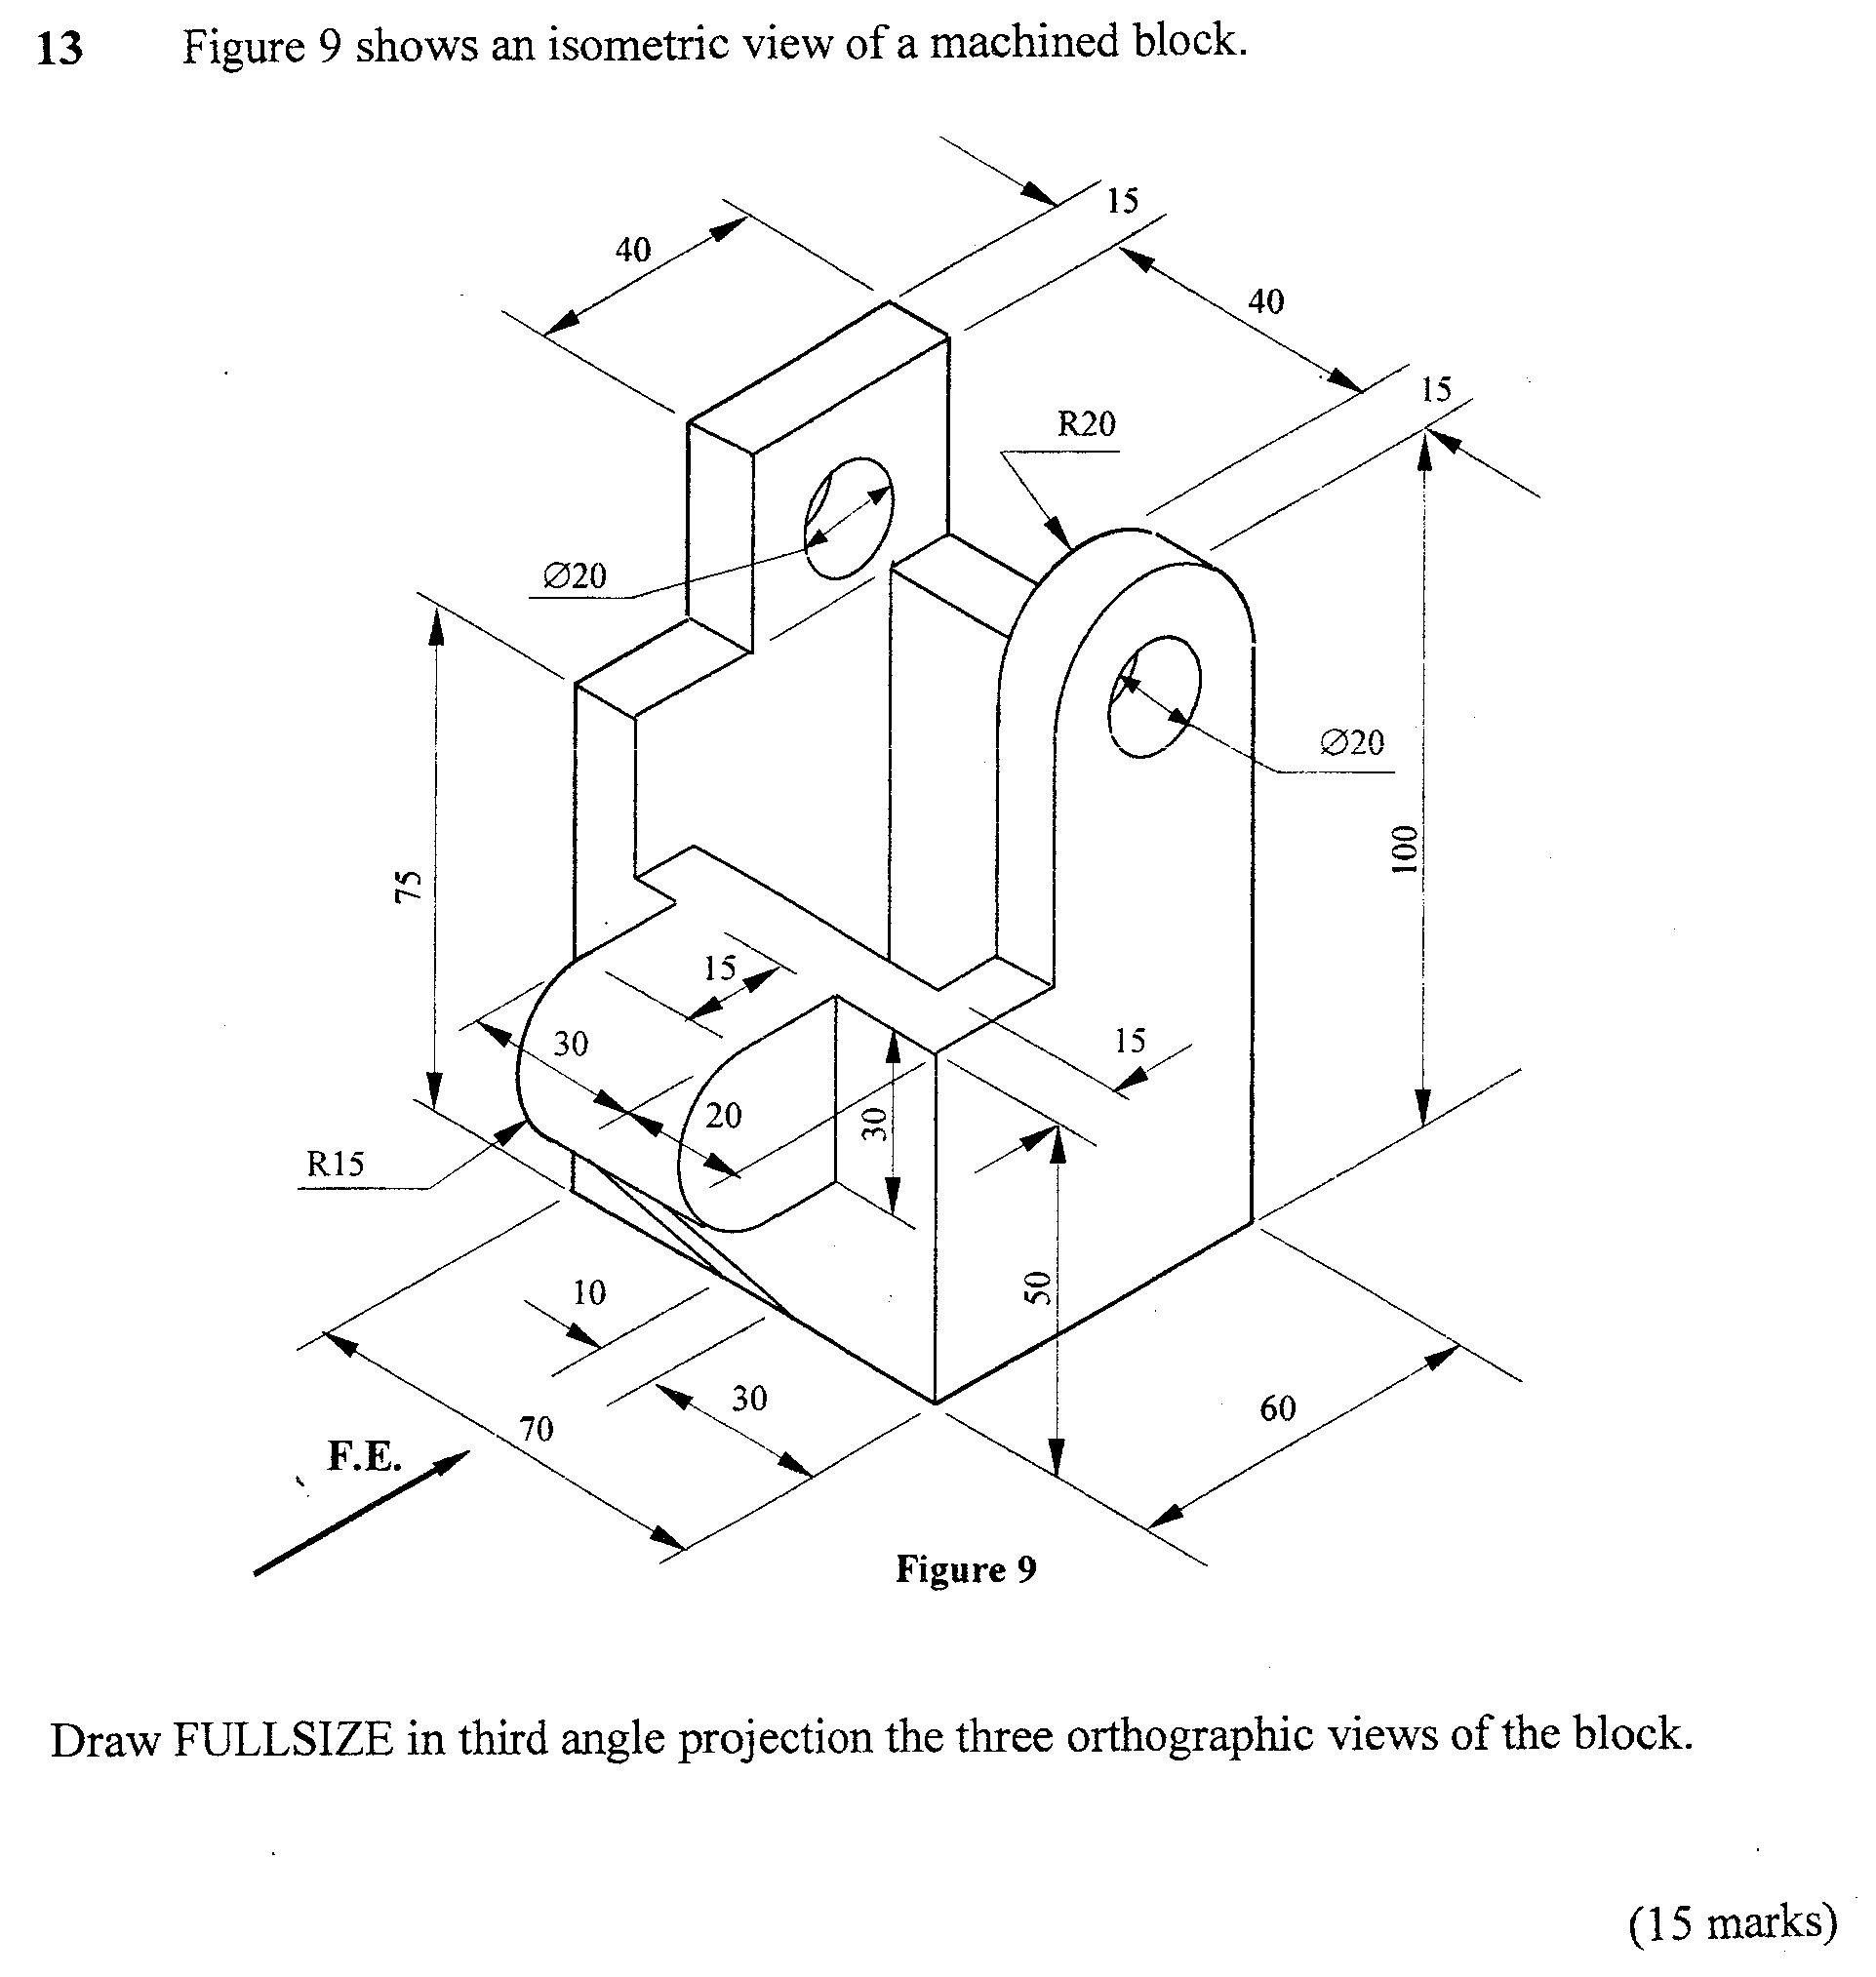 13 Figure 9 shows an isometric view of a machined block.
15
40
40
15
R20
Ø20
Ø20
100
75
15
30
15
20
30
R15
50
10
30
60
70
F.E.
Figure 9
Draw FULLSIZE in third angle projection the three orthographic views of the block.
(15 marks)